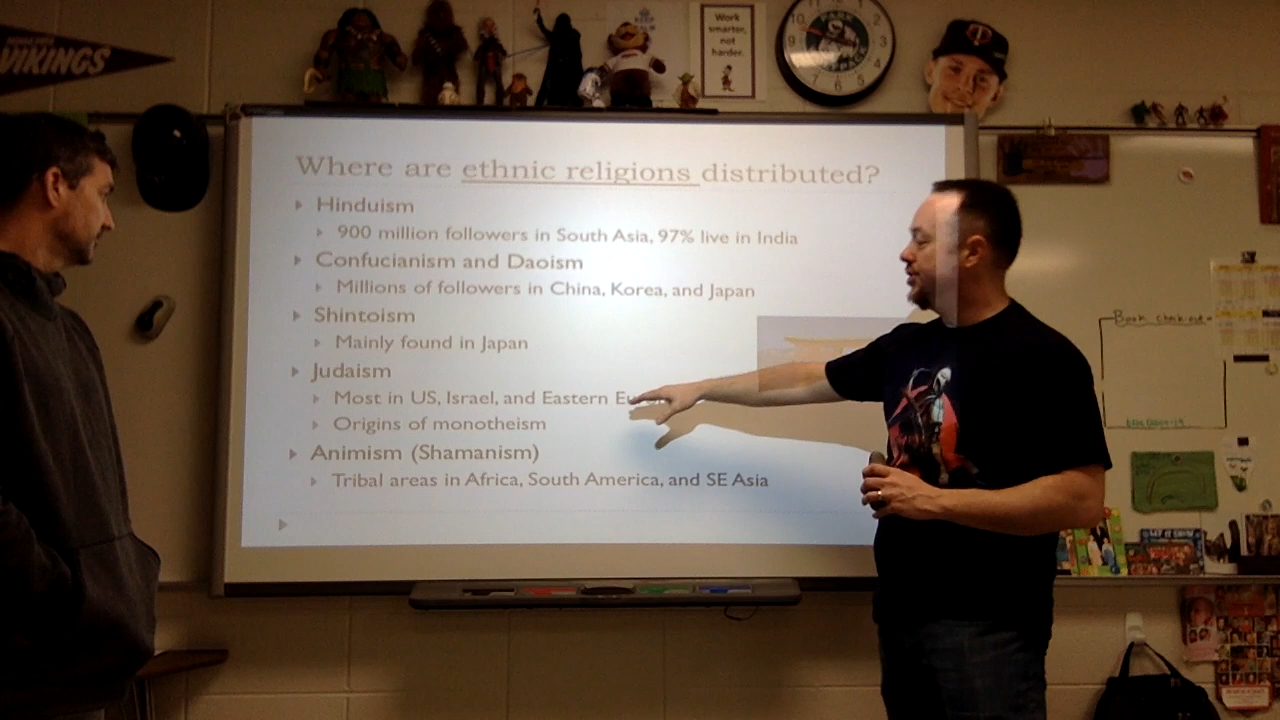 VIKINGS
Work
smarter,
not
harder.
PARK
Where are ethnic religions distributed?
Hinduism
900 million followers in South Asia, 97% live in India
Confucianism and Daoism
Millions of followers in China, Korea, and Japan
Shintoism
Mainly found in Japan
Judaism
Most in US, Israel, and Eastern
Origins of monotheism
Animism (Shamanism)
Tribal areas in Africa, South America, and SE Asia
Book check-out